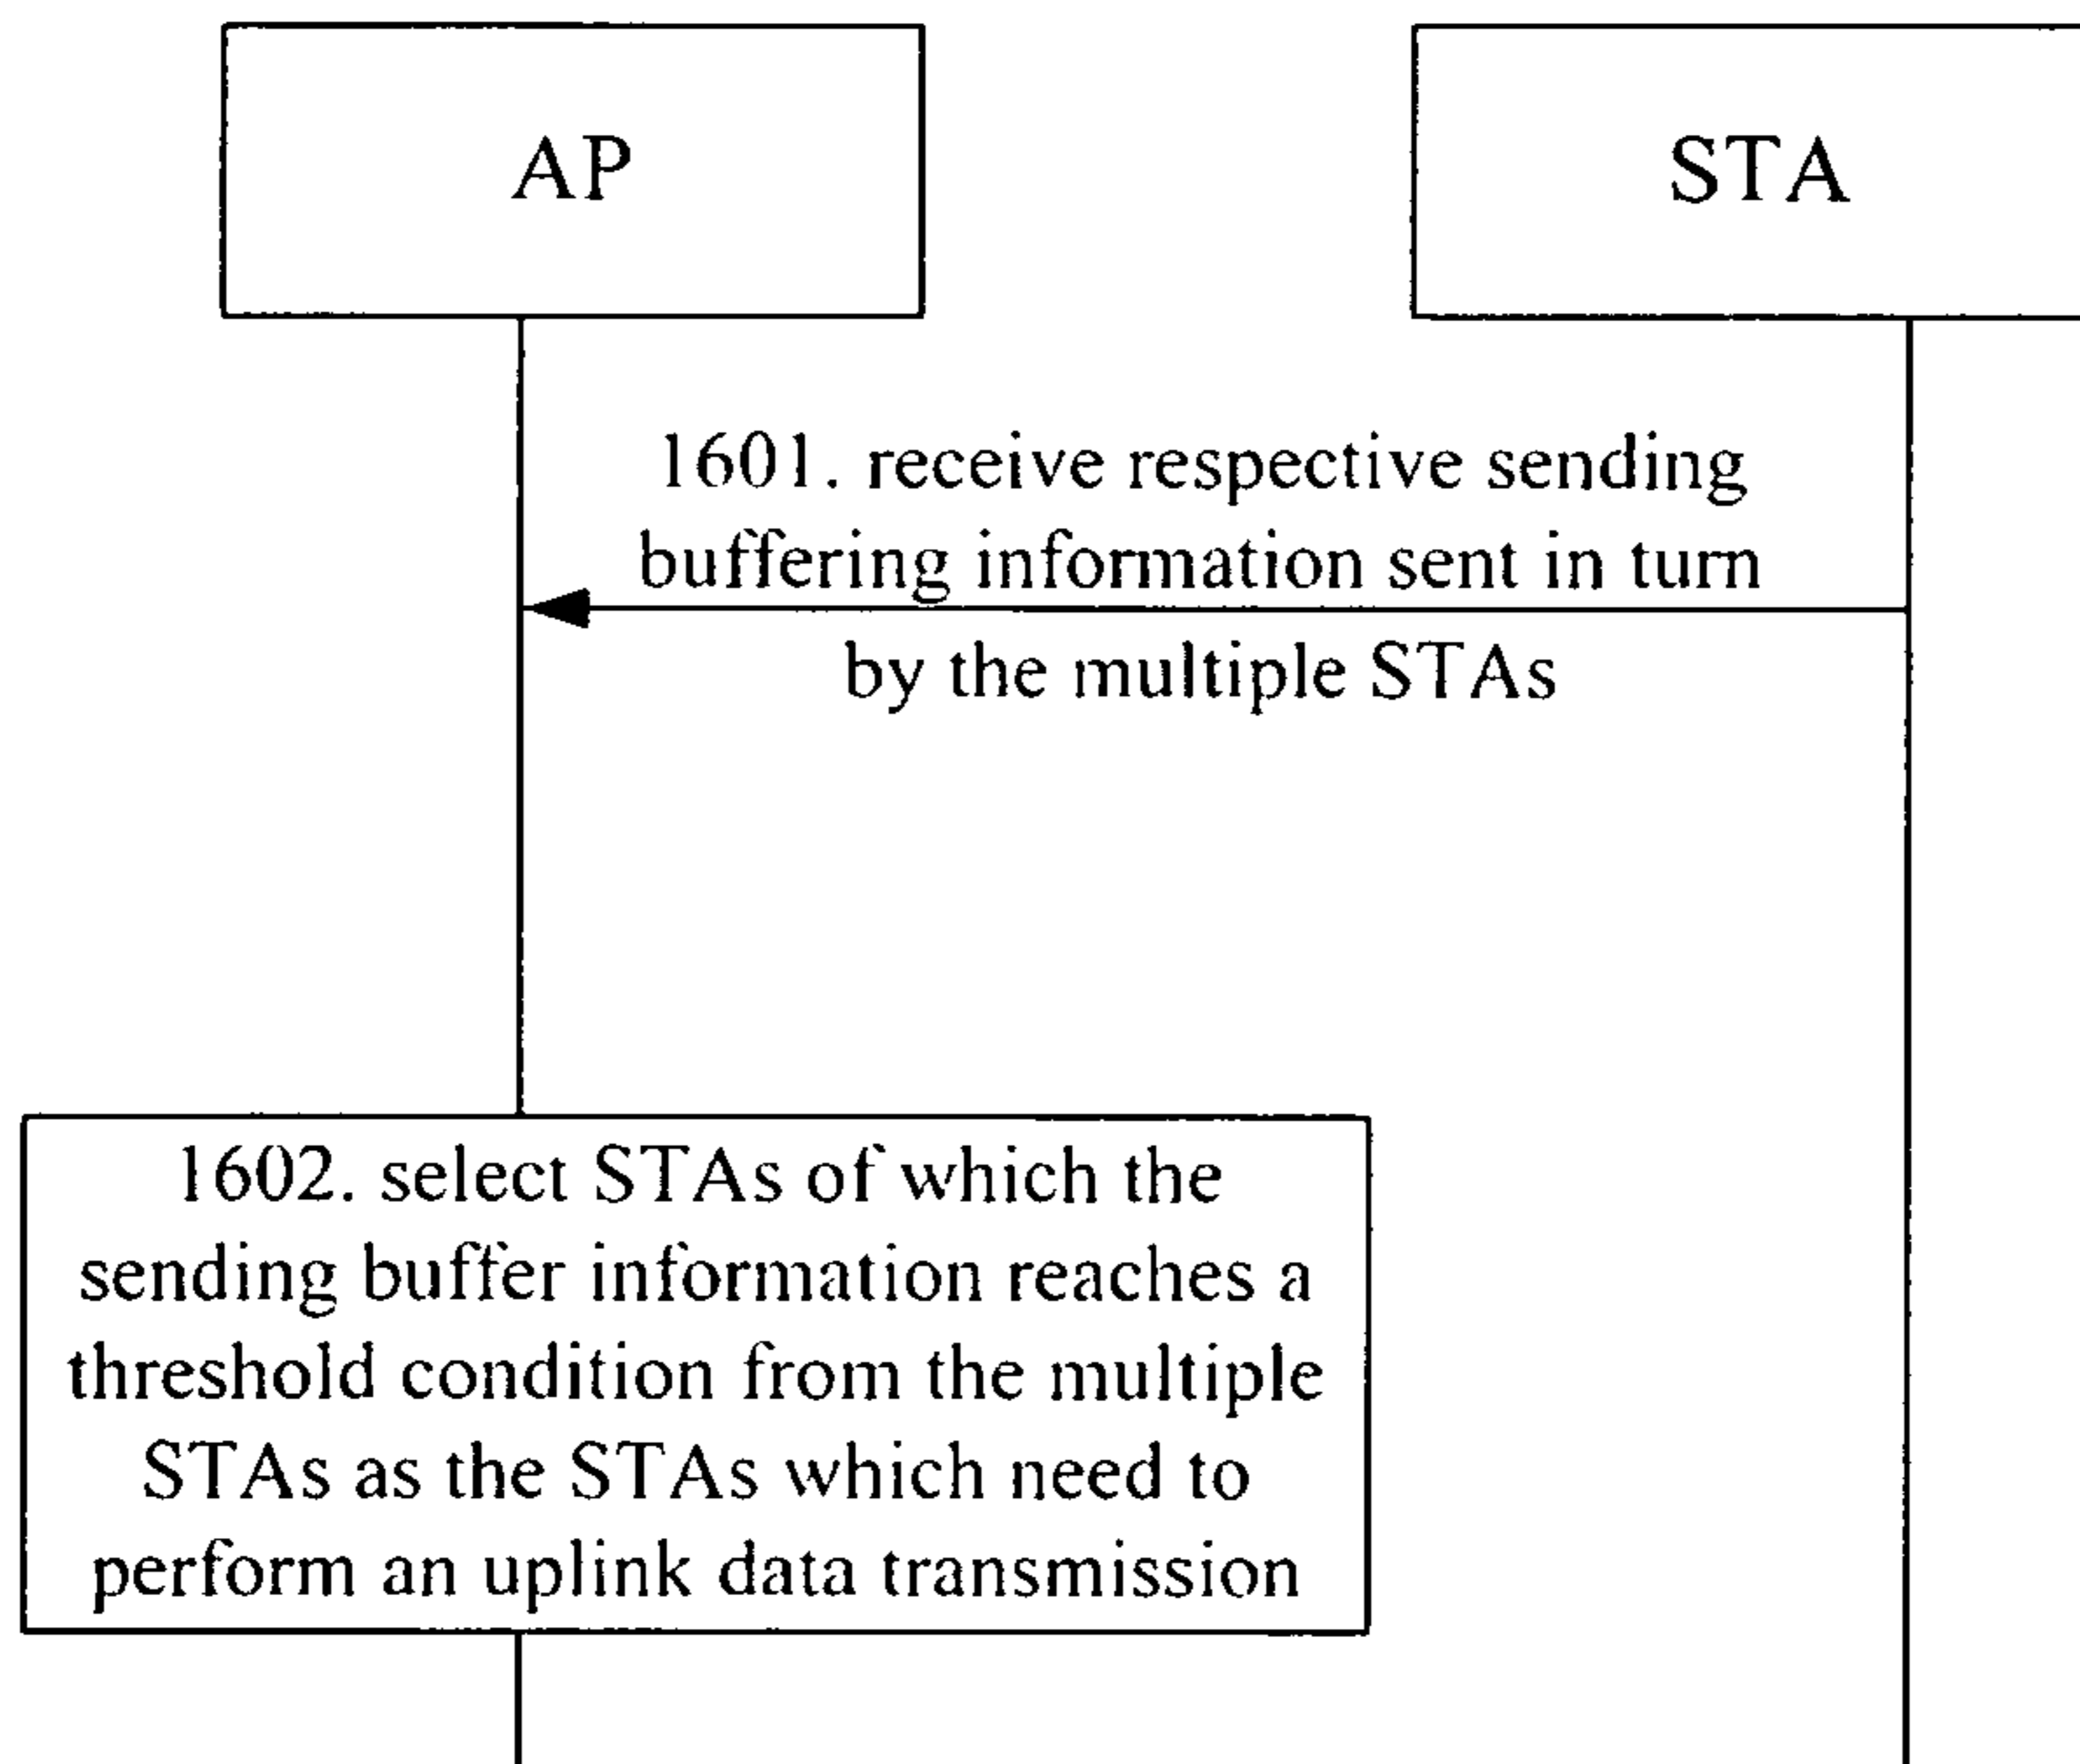 AP
STA
1601. receive respective sending
buffering information sent in turn
by the multiple STAs
1602. select STAs of which the
sending buffer information reaches a
threshold condition from the multiple
STAs as the STAs which need to
perform an uplink data transmission